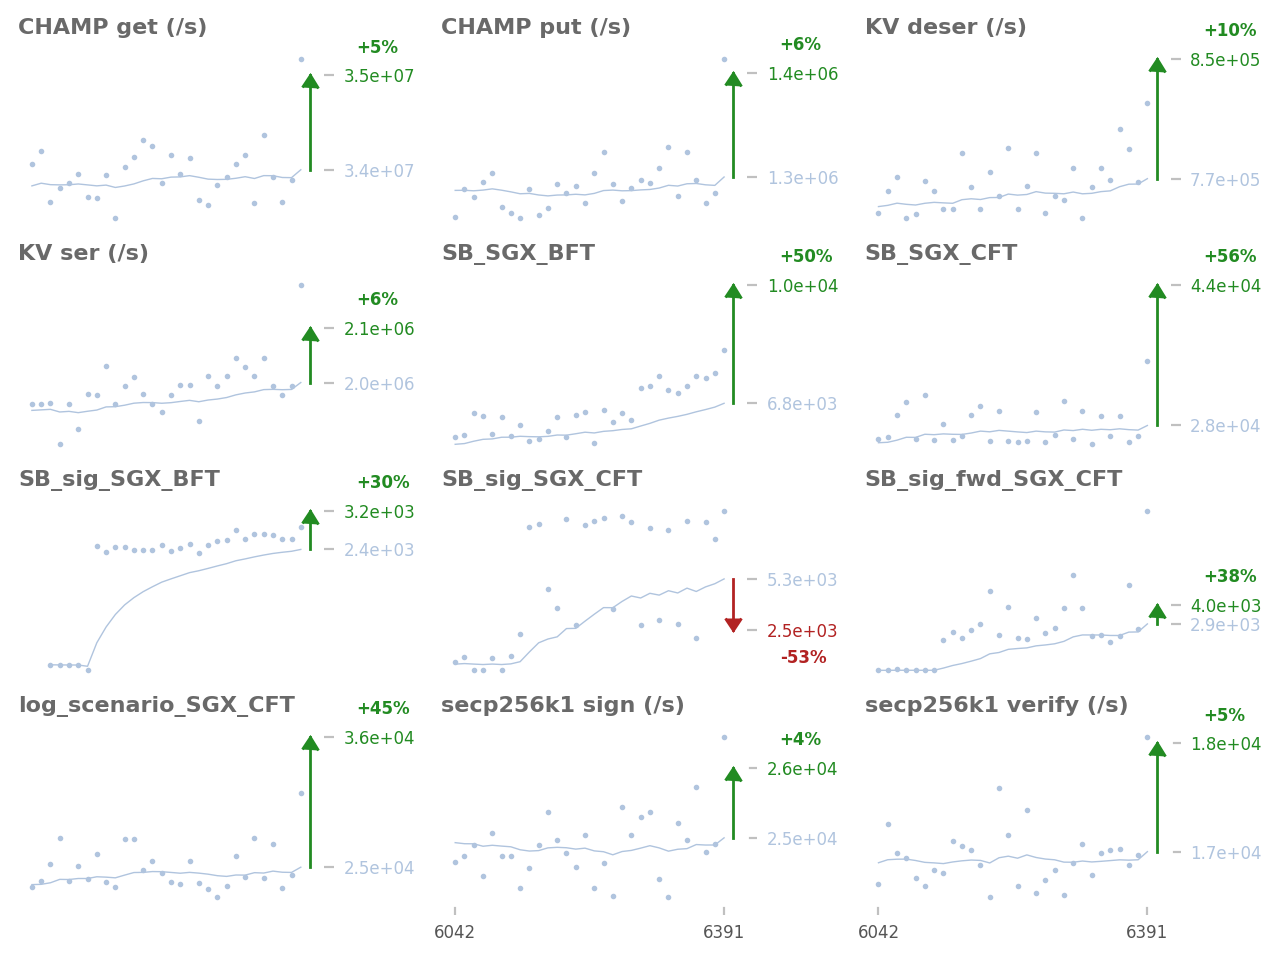 CHAMP get (/s)
+5%
3.5e+07
3.4e+07
CHAMP put (/s)
+6%
1.4e+06
1.3e+06
KV deser (/s)
+10%
8.5e+05
7.7e+05
KV ser (/s)
+6%
2.1e+06
2.0e+06
SB_SGX_BFT
+50%
1.0e+04
6.8e+03
SB_SGX_CFT
+56%
4.4e+04
2.8e+04
SB_sig_SGX_BFT
+30%
3.2e+03
2.4e+03
SB_sig_SGX_CFT
5.3e+03
2.5e+03
-53%
SB_sig_fwd_SGX_CFT
+38%
4.0e+03
2.9e+03
log_scenario_SGX_CFT
+45%
3.6e+04
2.5e+04
secp256k1 sign (/s)
+4%
2.6e+04
2.5e+04
6042
6391
secp256k1 verify (/s)
+5%
1.8e+04
1.7e+04
6042
6391